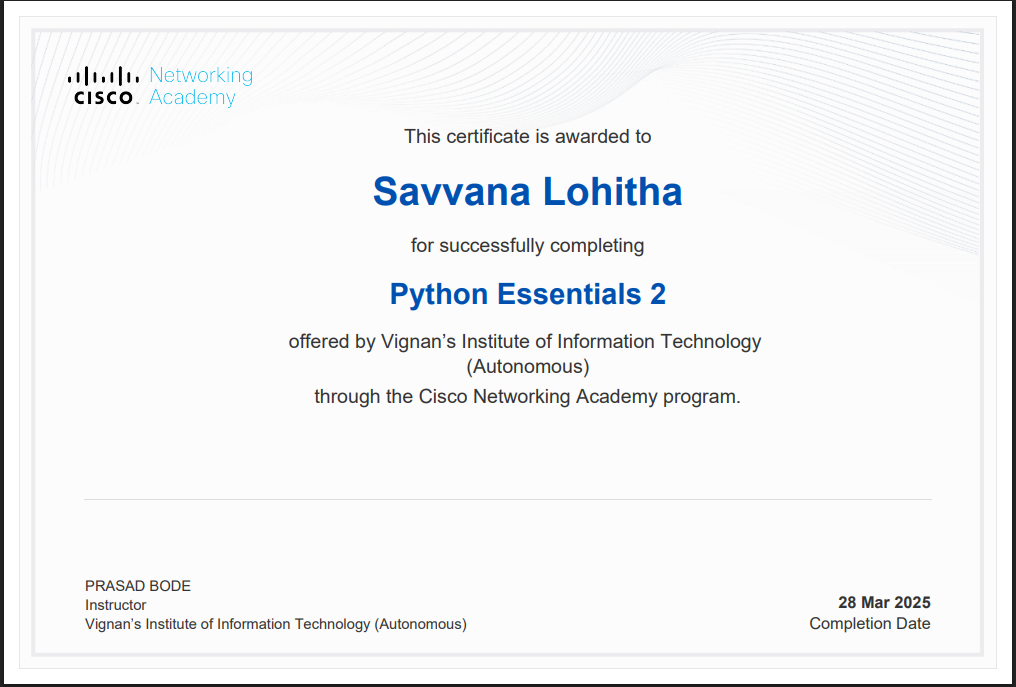 CISCO Networking Academy
This certificate is awarded to
Savvana Lohitha
for successfully completing
Python Essentials 2
offered by Vignan’s Institute of Information Technology
(Autonomous)
through the Cisco Networking Academy program.
PRASAD BODE
Instructor
Vignan’s Institute of Information Technology (Autonomous)
28 Mar 2025
Completion Date